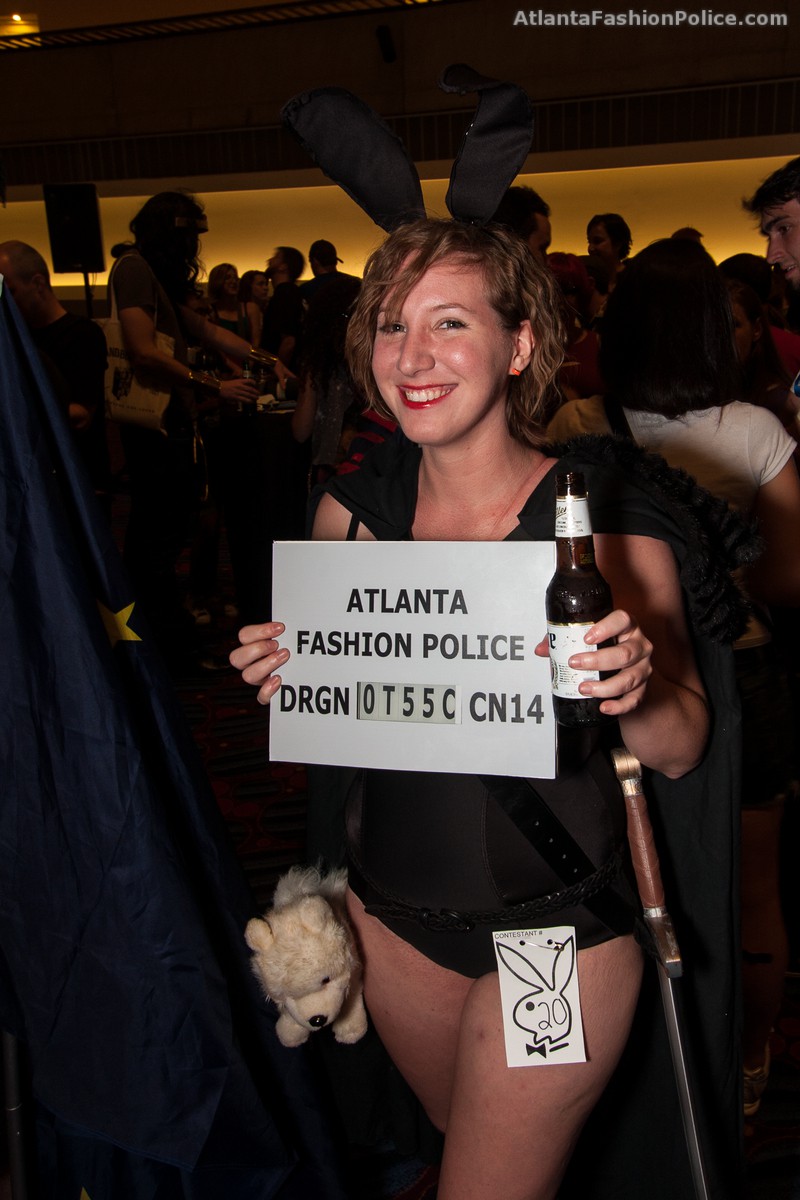 AtlantaFashionPolice.com
ATLANTA
FASHION POLICE
DRGN 0T55C CN14
CONTESTANT #
20